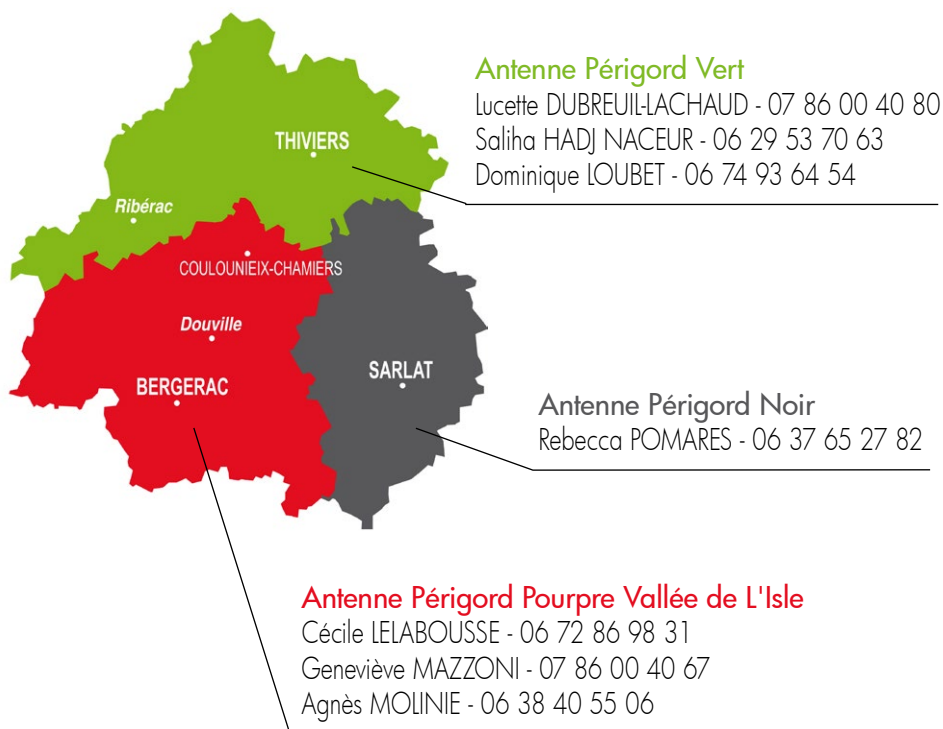 Antenne Périgord Vert
Lucette DUBREUIL-LACHAUD - 07 86 00 40 80
Saliha HADJ NACEUR - 06 29 53 70 63
Dominique LOUBET - 06 74 93 64 54
THIVIERS
Ribérac
COULOUNIEIX-CHAMIERS
Douville
BERGERAC
SARLAT
Antenne Périgord Noir
Rebecca POMARES - 06 37 65 27 82
Antenne Périgord Pourpre Vallée de L'Isle
Cécile LELABOUSSE - 06 72 86 98 31
Geneviève MAZZONI - 07 86 00 40 67
Agnès MOLINIE - 06 38 40 55 06